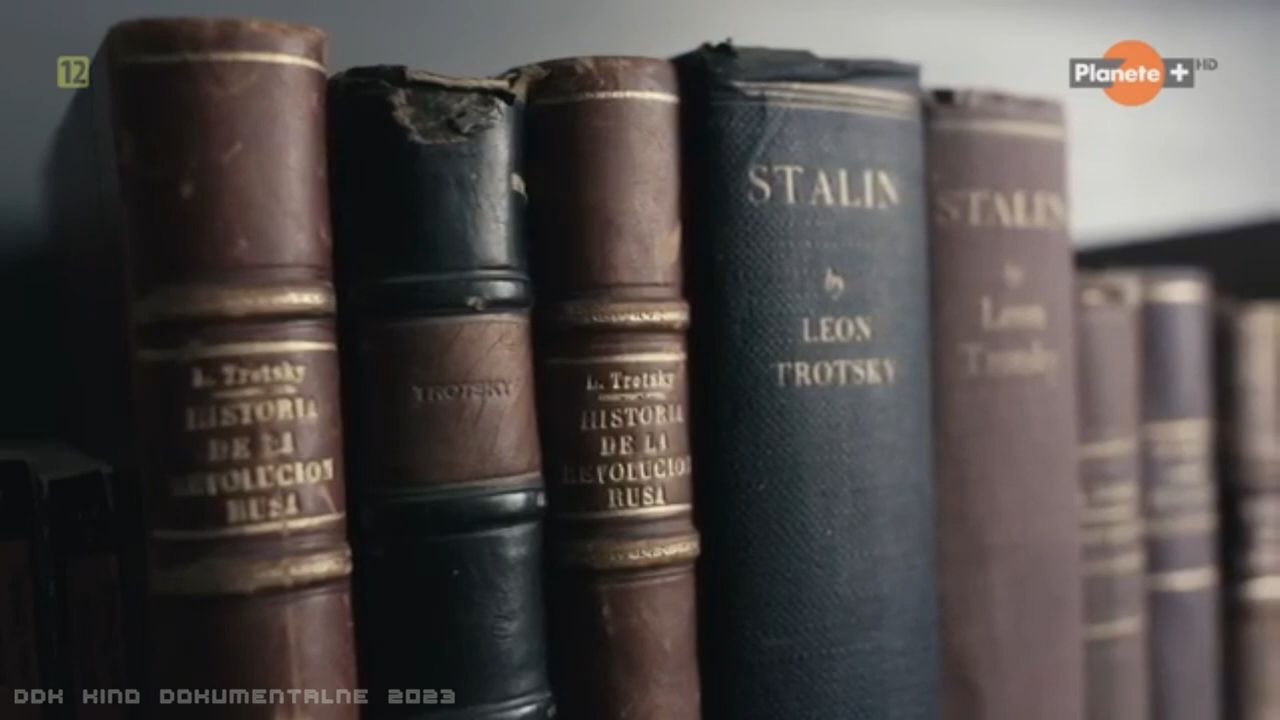 12
Planete +HD
L. Trotsky
HISTORIA
DE LA
REVOLUCION
RUSA
TROTSKY
L. Trotsky
HISTORIA
DE LA
REVOLUCION
RUSA
STALIN
by
LEON
TROTSKY
STALIN
by
Leon
Trotsky
DDK KINO DOKUMENTALNE 2023